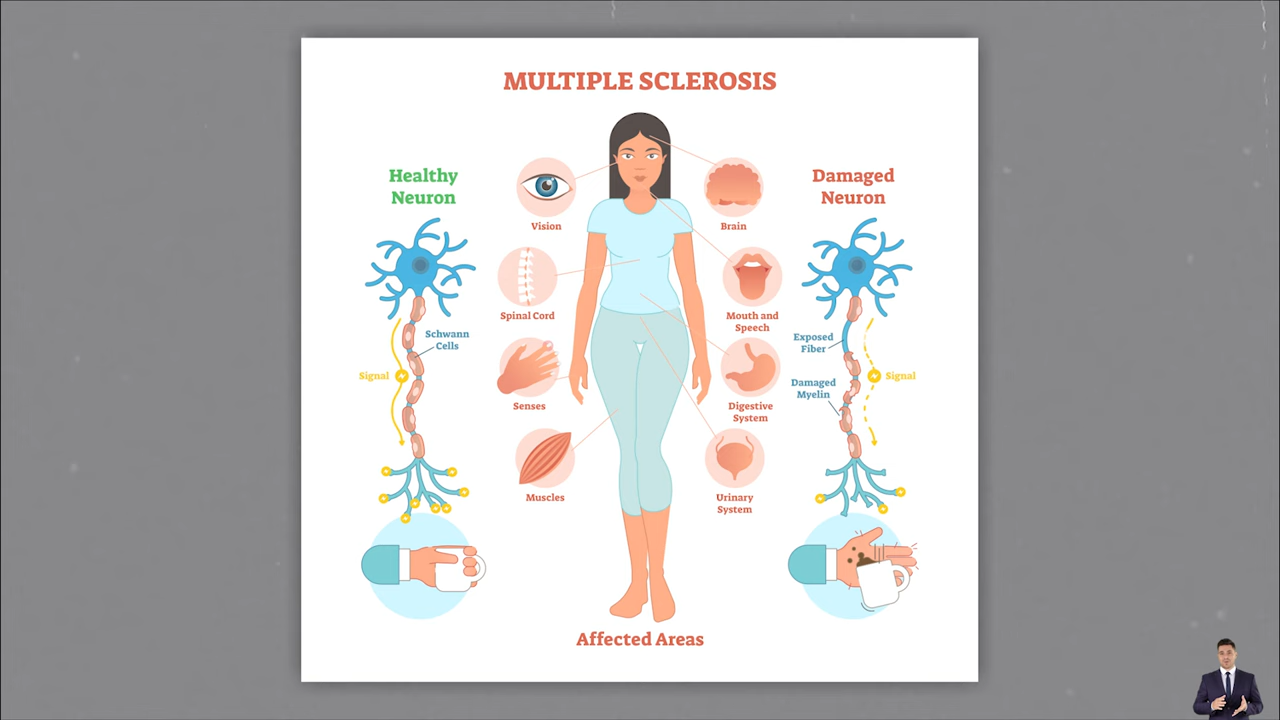 MULTIPLE SCLEROSIS
Healthy
Neuron
Damaged
Neuron
Vision
Brain
Spinal Cord
Mouth and
Speech
Schwann
Cells
Exposed
Fiber
Signal
Signal
Damaged
Myelin
Senses
Digestive
System
Muscles
Urinary
System
Affected Areas